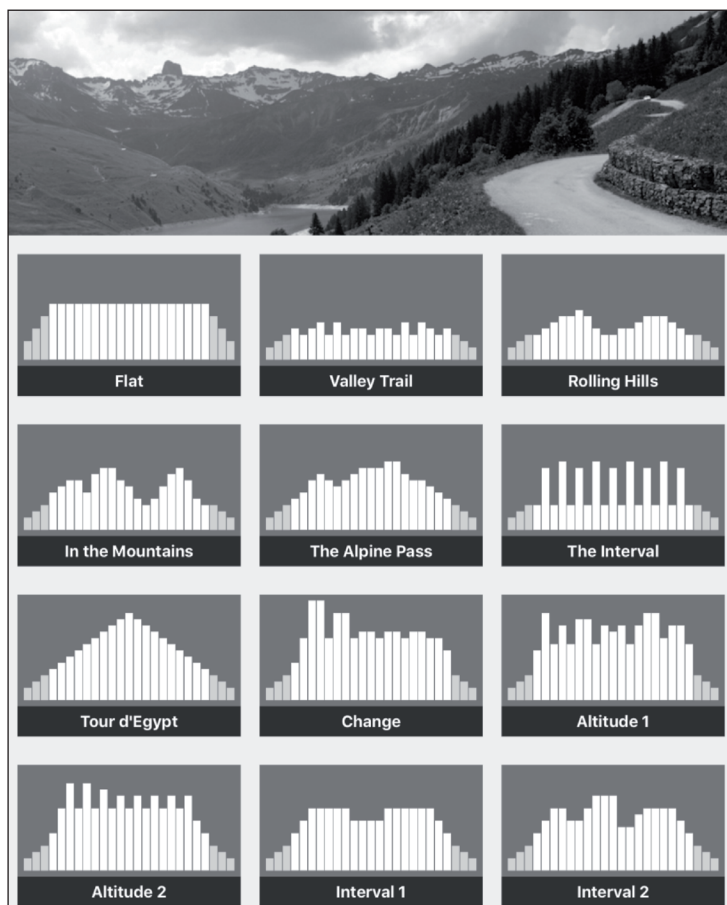 Flat
Valley Trail
Rolling Hills
In the Mountains
The Alpine Pass
The Interval
Tour d'Egypt
Change
Altitude 1
Altitude 2
Interval 1
Interval 2